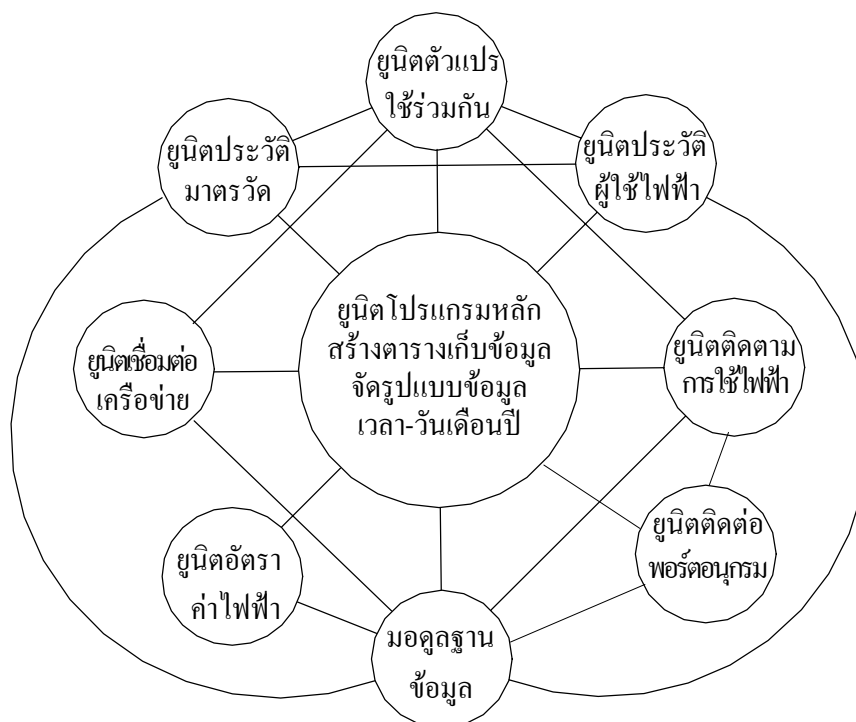 ยูนิตตัวแปร
ใช้ร่วมกัน
ยูนิตประวัติ
มาตรวัด
ยูนิตประวัติ
ผู้ใช้ไฟฟ้า
ยูนิตโปรแกรมหลัก
สร้างตารางเก็บข้อมูล
จัดรูปแบบข้อมูล
เวลา-วันเดือนปี
ยูนิตเชื่อมต่อ
เครือข่าย
ยูนิตติดตาม
การใช้ไฟฟ้า
ยูนิตอัตรา
ค่าไฟฟ้า
ยูนิตติดต่อ
พอร์ตอนุกรม
มอดูลฐาน
ข้อมูล